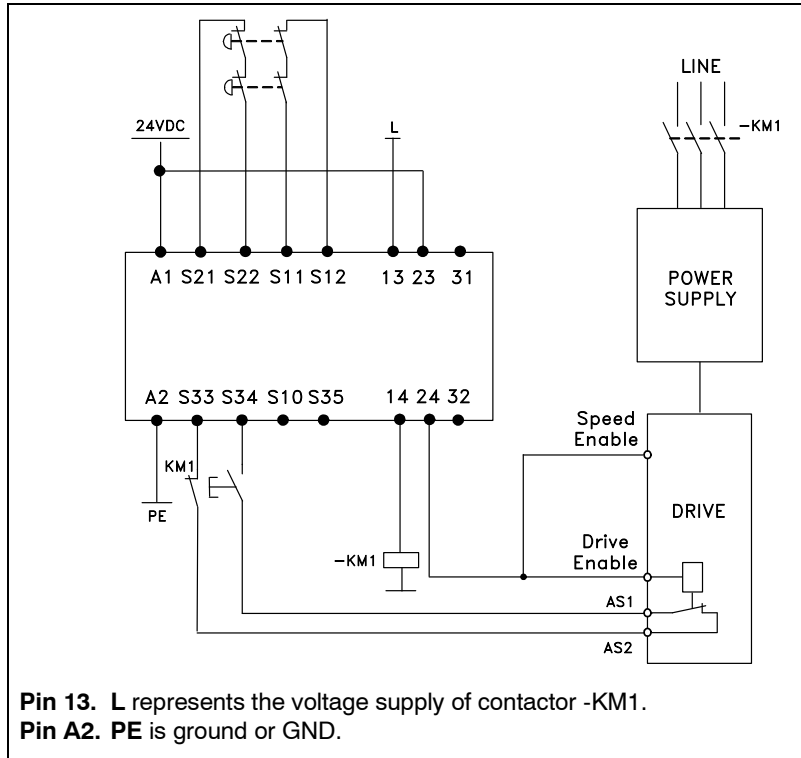 LINE
-KM1
24VDC
L
A1 S21 S22 S11 S12 13 23 31
POWER
SUPPLY
A2 S33 S34 S10 S35 14 24 32
Speed
Enable
KM1
DRIVE
PE
Drive
Enable
-KM1
AS1
AS2
Pin 13. L represents the voltage supply of contactor -KM1.
Pin A2. PE is ground or GND.